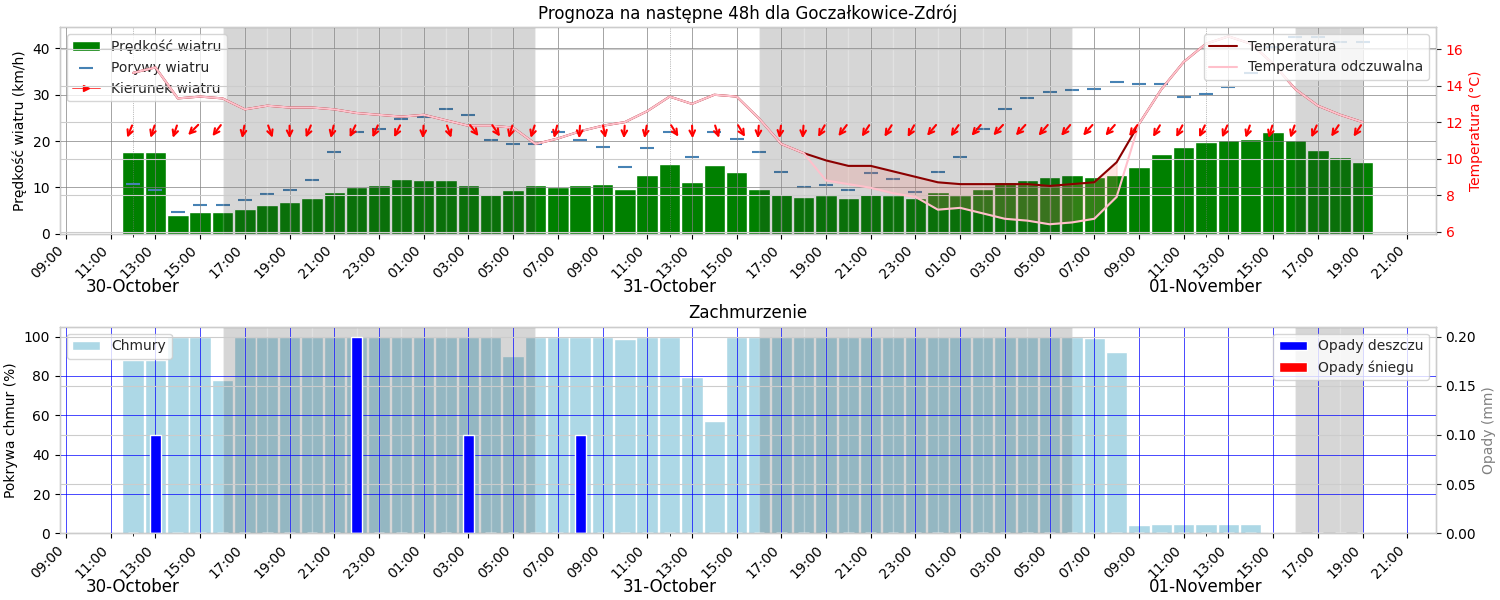 Prognoza na następne 48h dla Goczałkowice-Zdrój
Prędkość wiatru (km/h)
40
30
20
10
0
Prędkość wiatru
Porywy wiatru
Kierunek wiatru
Temperatura
Temperatura odczuwalna
16
14
12
10
8
6
Temperatura (°C)
09:00 11:00 13:00 15:00 17:00 19:00 21:00 23:00 01:00 03:00 05:00 07:00 09:00 11:00 13:00 15:00 17:00 19:00 21:00 23:00 01:00 03:00 05:00 07:00 09:00 11:00 13:00 15:00 17:00 19:00 21:00
30-October 31-October 01-November
Zachmurzenie
Pokrywa chmur (%)
100
80
60
40
20
0
Chmury
Opady deszczu
Opady śniegu
0.20
0.15
0.10
0.05
0.00
Opady (mm)
09:00 11:00 13:00 15:00 17:00 19:00 21:00 23:00 01:00 03:00 05:00 07:00 09:00 11:00 13:00 15:00 17:00 19:00 21:00 23:00 01:00 03:00 05:00 07:00 09:00 11:00 13:00 15:00 17:00 19:00 21:00
30-October 31-October 01-November